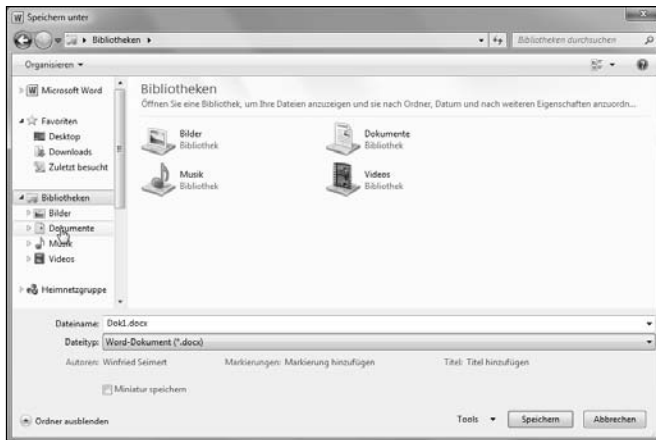 Speichern unter
Bibliotheken
Bibliotheken durchsuchen
Organisieren
Microsoft Word
Favoriten
Desktop
Downloads
Zuletzt besucht
Bibliotheken
Bilder
Dokumente
Musik
Videos
Heimnetzgruppe
Bibliotheken
Öffnen Sie eine Bibliothek, um Ihre Dateien anzuzeigen und sie nach Ordner, Datum und nach weiteren Eigenschaften anzuordn...
Bilder
Bibliothek
Dokumente
Bibliothek
Musik
Bibliothek
Videos
Bibliothek
Dateiname: Dok1.docx
Dateityp: Word-Dokument (*.docx)
Autoren: Winfried Seimert Markierungen: Markierung hinzufügen Titel: Titel hinzufügen
Miniatur speichern
Ordner ausblenden Tools Speichern Abbrechen